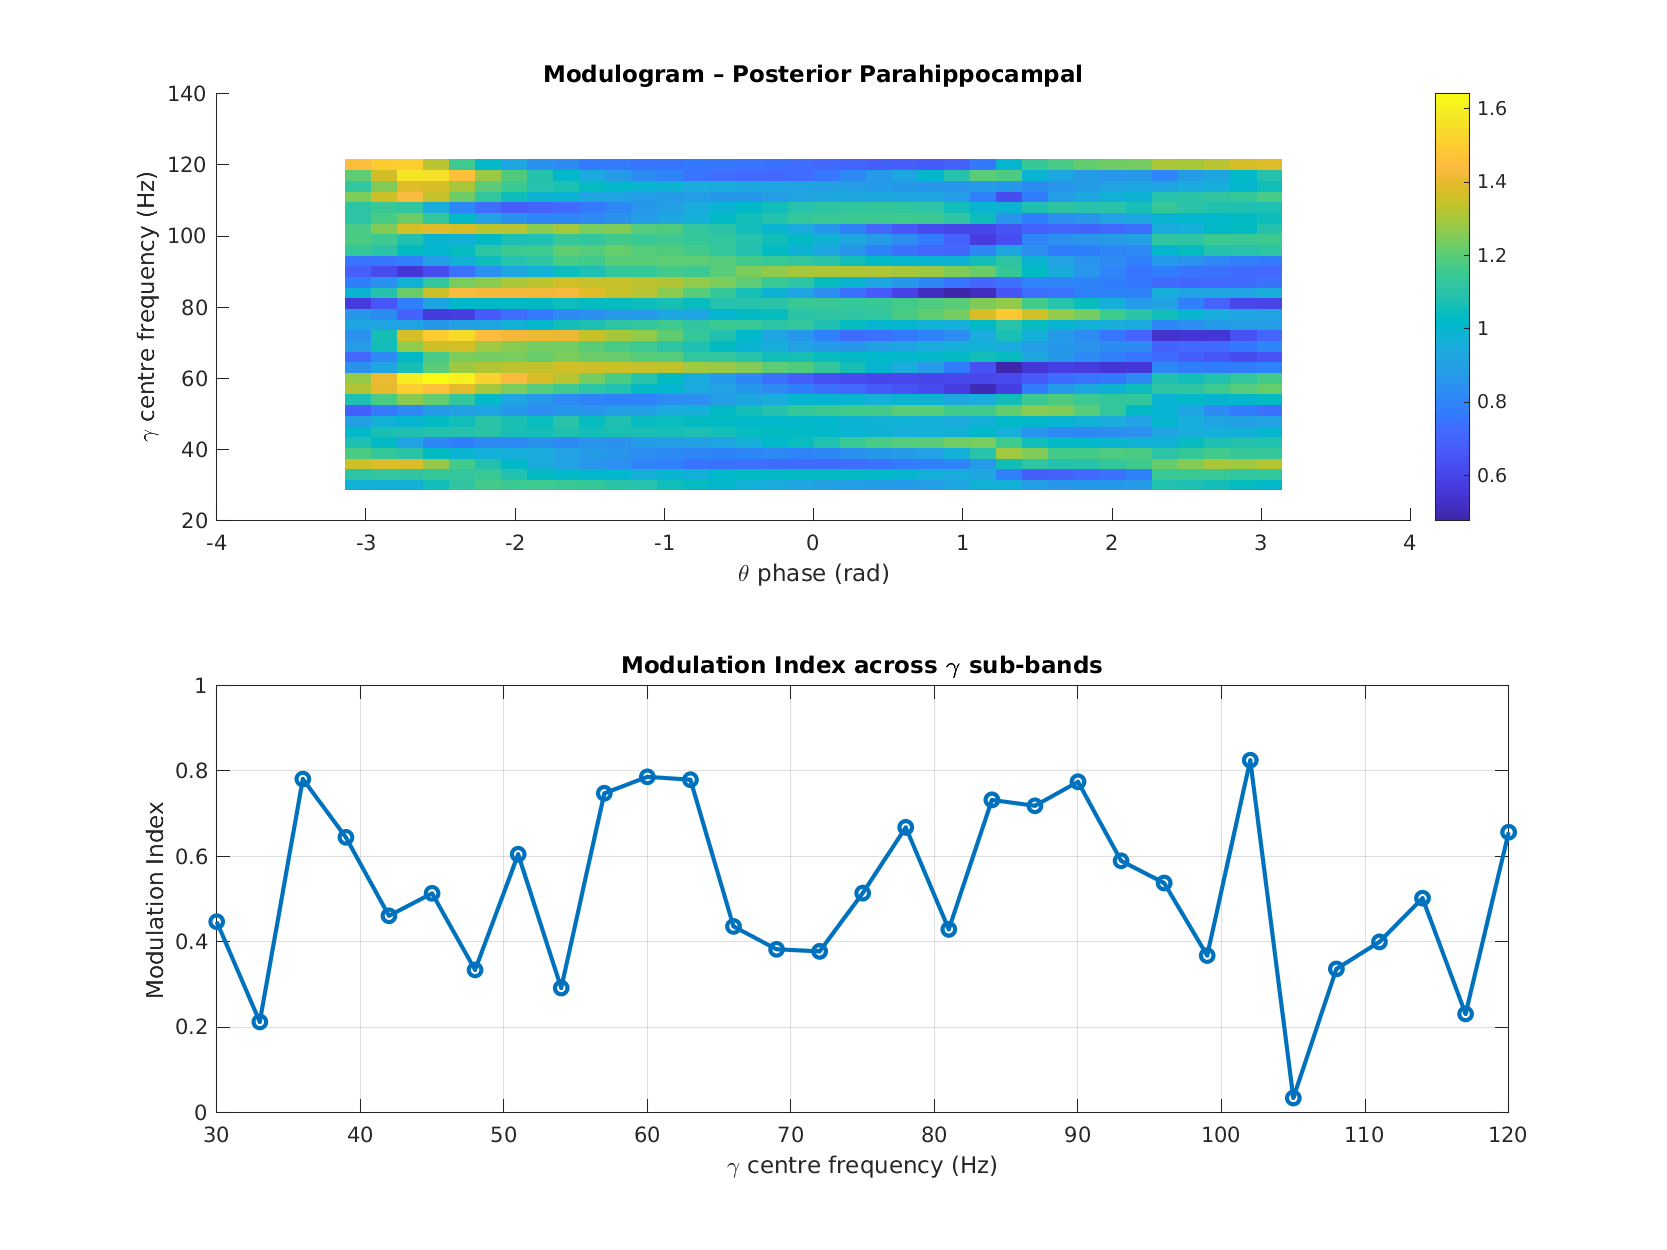 Modulogram – Posterior Parahippocampal
140
120
100
80
60
40
20
γ centre frequency (Hz)
-4 -3 -2 -1 0 1 2 3 4
θ phase (rad)
1.6
1.4
1.2
1
0.8
0.6
Modulation Index across γ sub-bands
1
0.8
0.6
0.4
0.2
0
Modulation Index
30 40 50 60 70 80 90 100 110 120
γ centre frequency (Hz)